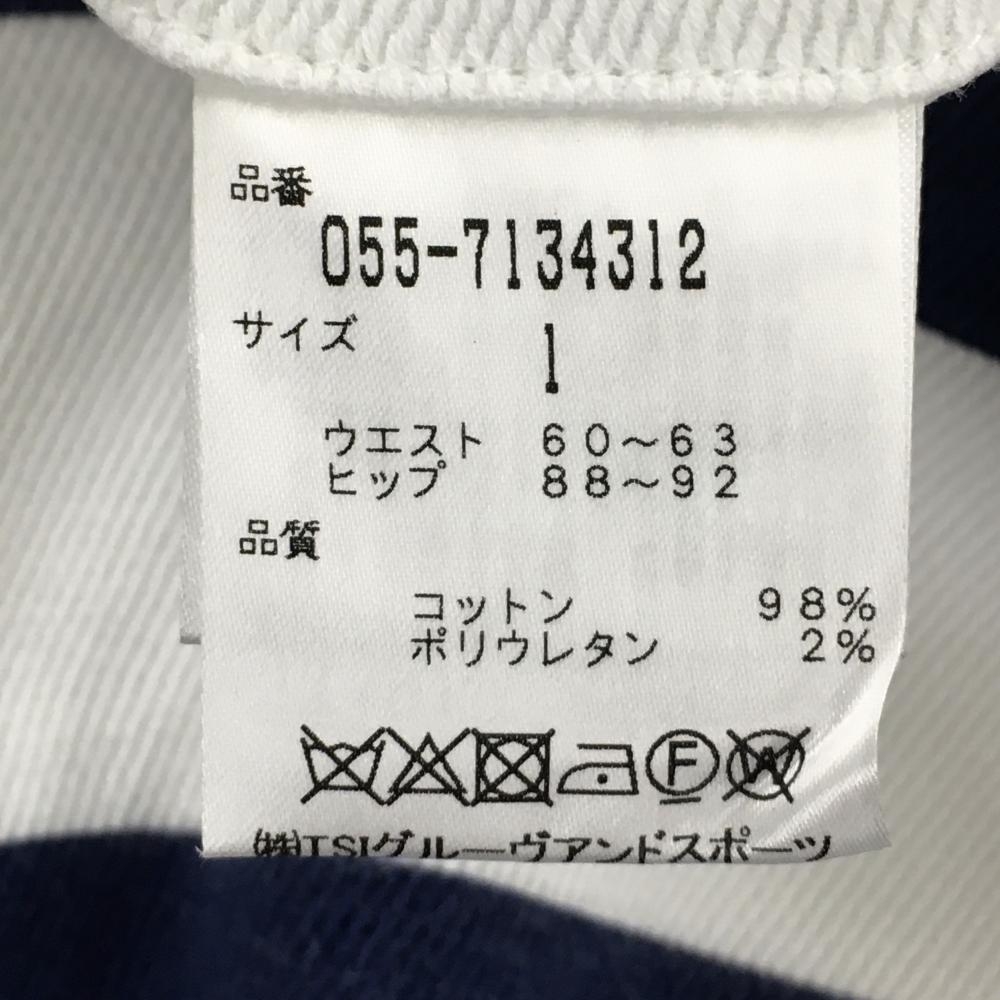 品番
055-7134312
サイズ 1
ウエスト 60~63
ヒップ 88~92
品質
コットン 98%
ポリウレタン 2%
F W
㈱TSIグルーヴアンドスポーツ